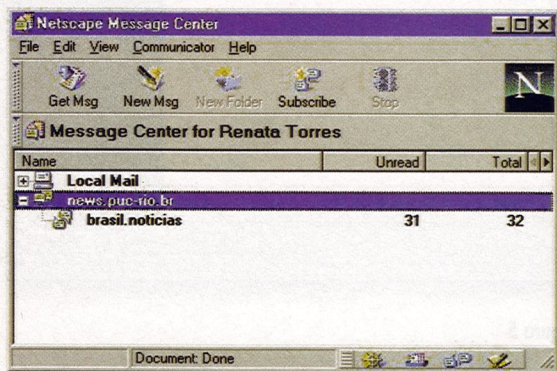 Netscape Message Center
File Edit View Communicator Help
Get Msg New Msg New Folder Subscribe Stop
N
Message Center for Renata Torres
Name Unread Total
Local Mail
news.puc-rio.br
brasil.noticias 31 32
Document: Done